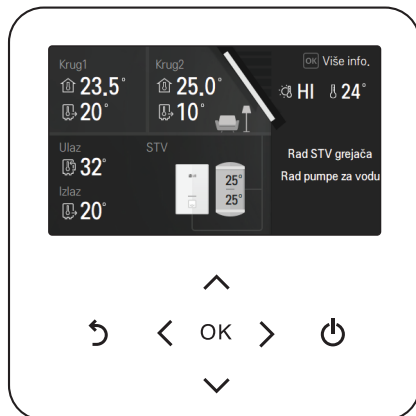 Krug1
23.5°
20°
Krug2
25.0°
10°
OK Više info.
HI 24°
Ulaz
32°
Izlaz
20°
STV
25°
25°
Rad STV grejača
Rad pumpe za vodu
OK